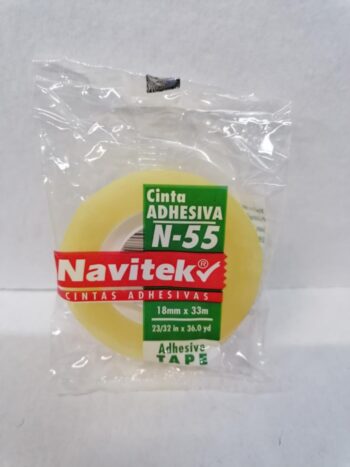 Cinta
ADHESIVA
N-55
Navitek®
CINTAS ADHESIVAS
18mm x 33m
23/32 in x 36.0 yd
Adhesive
TAPE